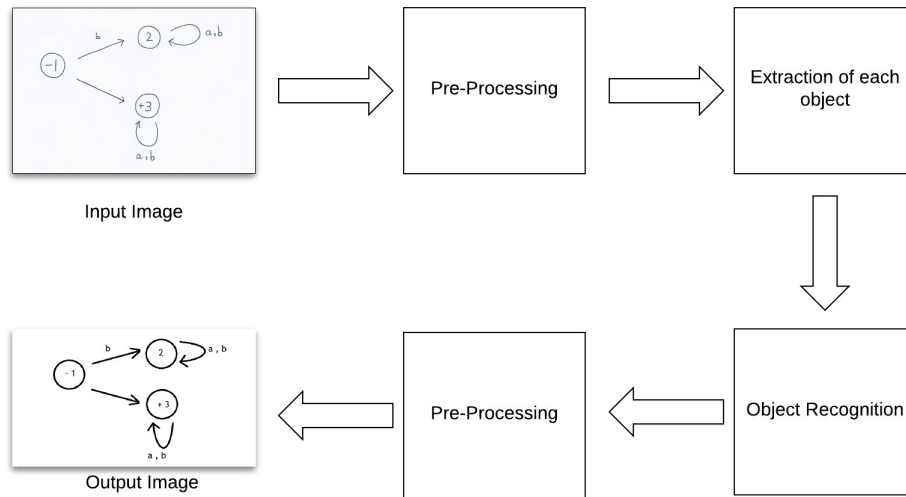 b
2
a,b
-1
+3
a,b
Input Image
Pre-Processing
Extraction of each
object
Object Recognition
Pre-Processing
b
2
a , b
- 1
+ 3
a , b
Output Image